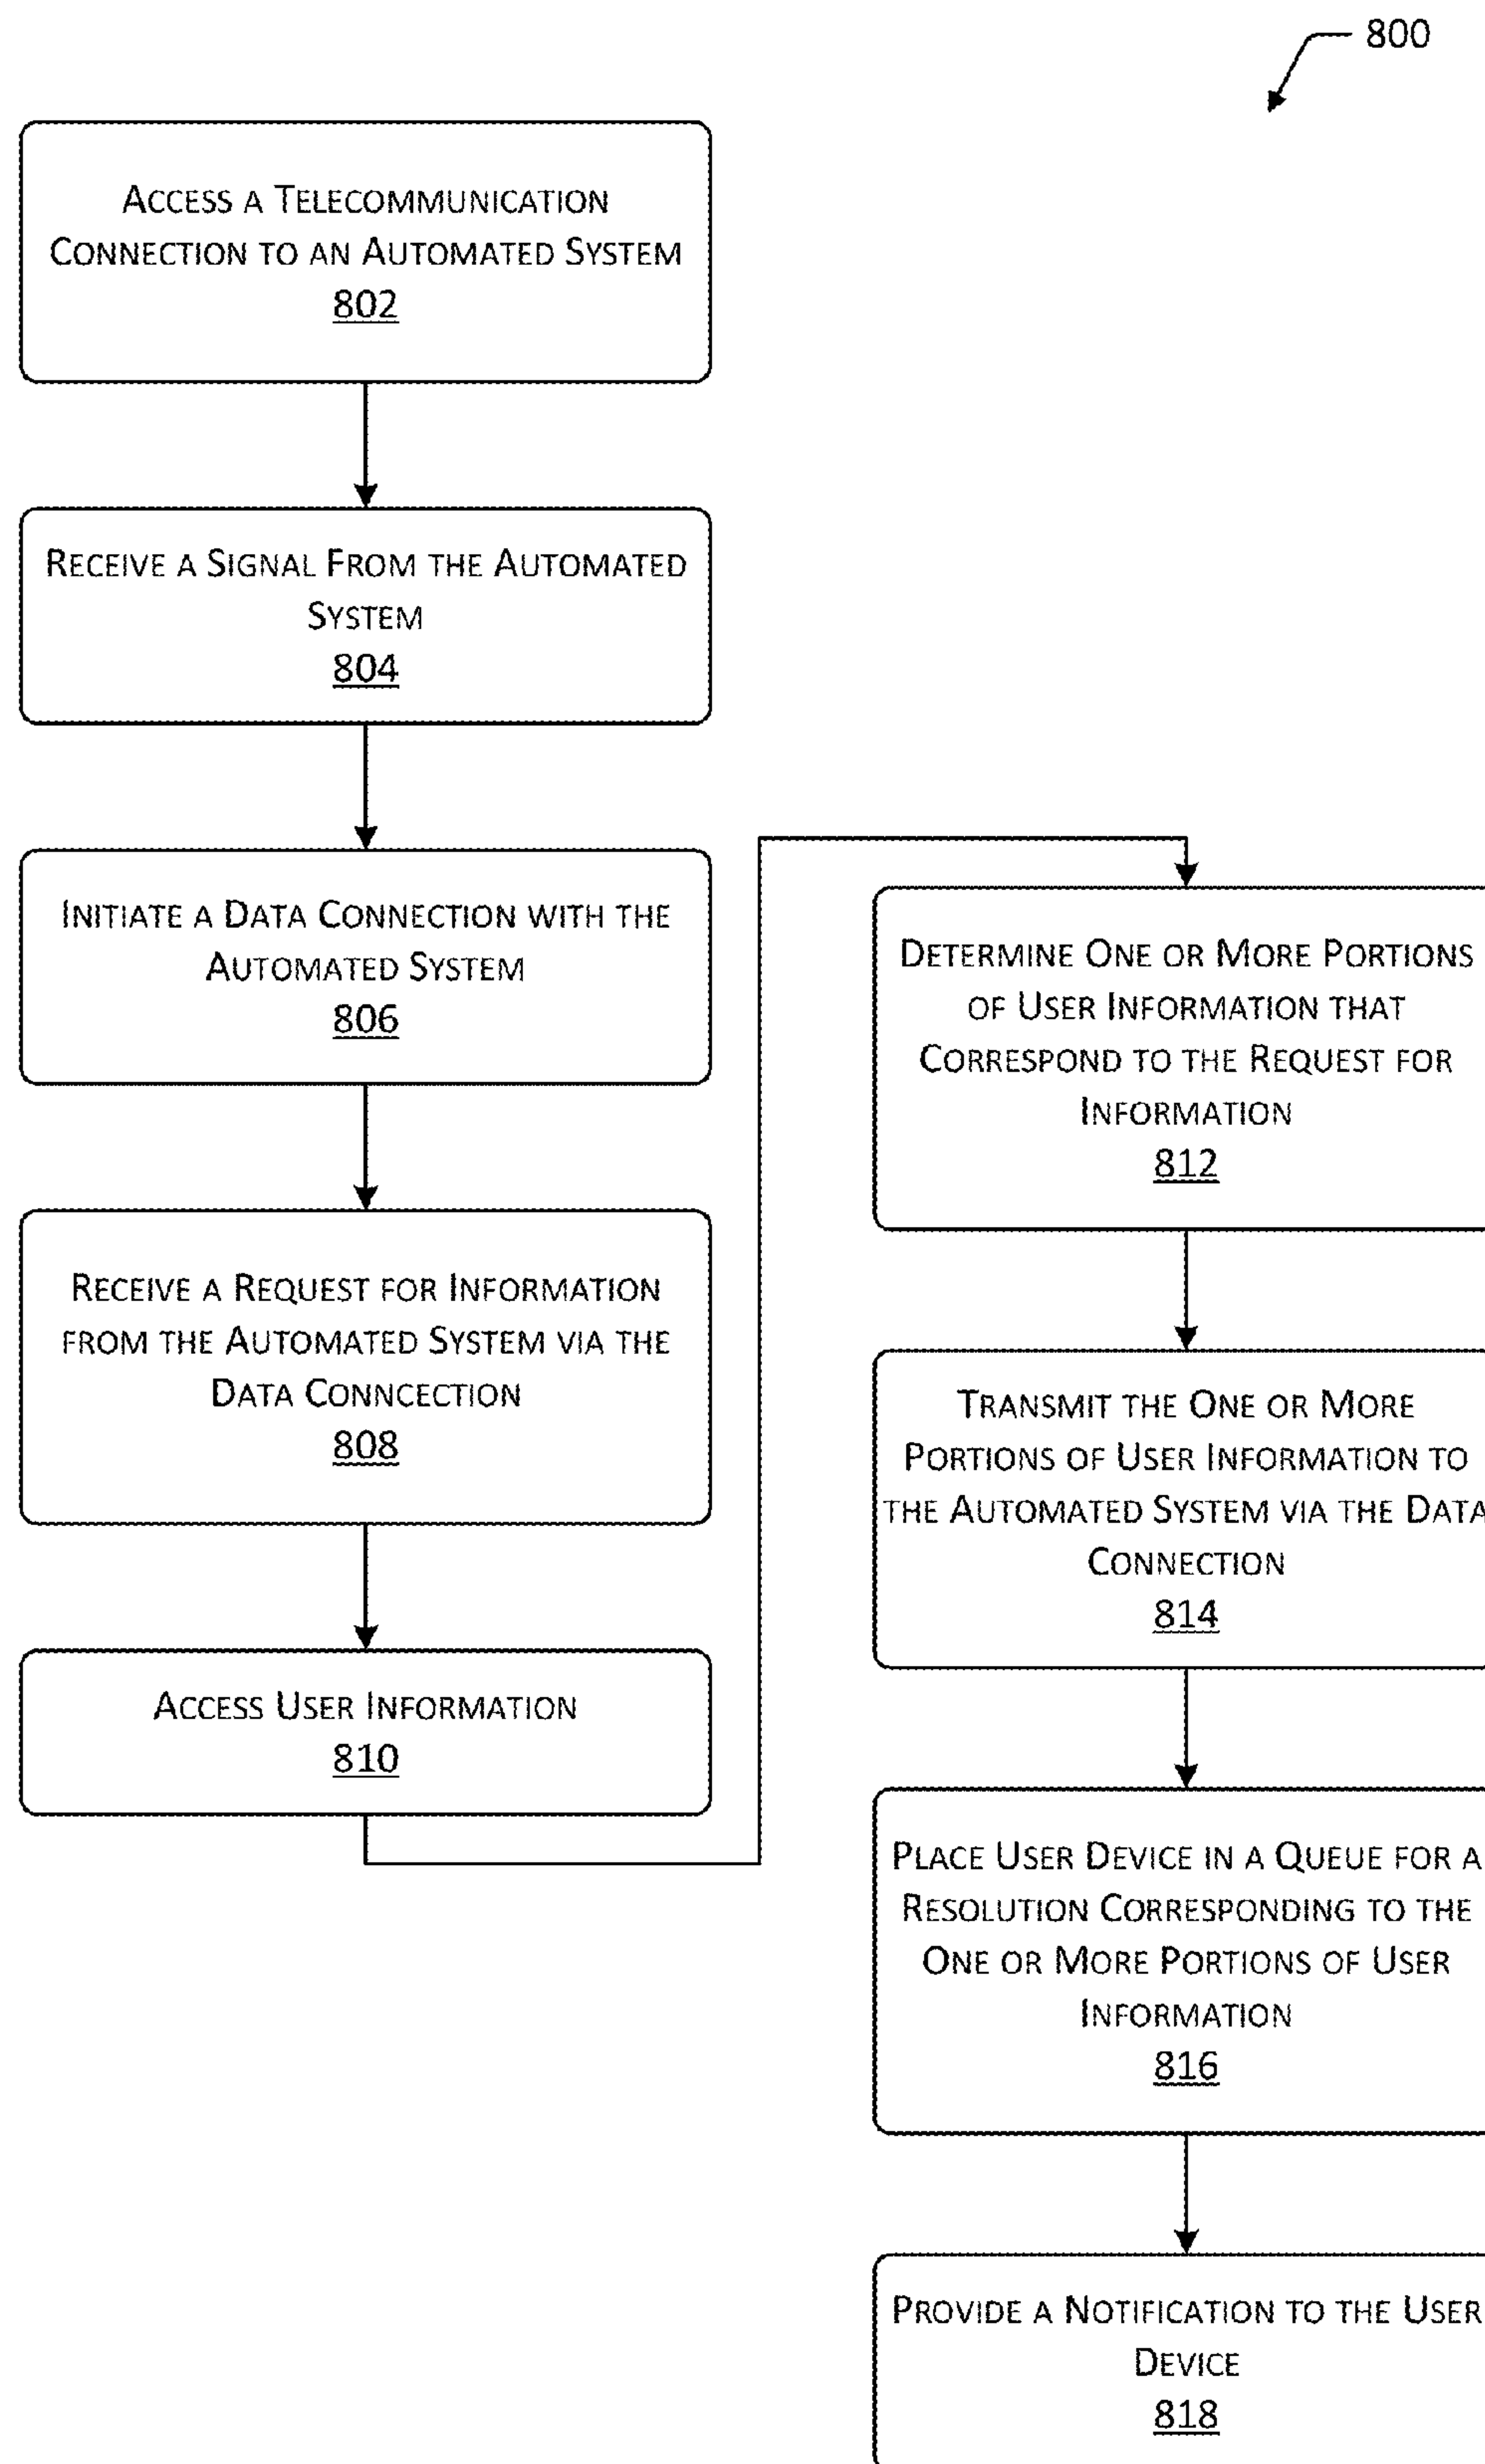 800
ACCESS A TELECOMMUNICATION
CONNECTION TO AN AUTOMATED SYSTEM
802
RECEIVE A SIGNAL FROM THE AUTOMATED
SYSTEM
804
INITIATE A DATA CONNECTION WITH THE
AUTOMATED SYSTEM
806
RECEIVE A REQUEST FOR INFORMATION
FROM THE AUTOMATED SYSTEM VIA THE
DATA CONNCECTION
808
ACCESS USER INFORMATION
810
DETERMINE ONE OR MORE PORTIONS
OF USER INFORMATION THAT
CORRESPOND TO THE REQUEST FOR
INFORMATION
812
TRANSMIT THE ONE OR MORE
PORTIONS OF USER INFORMATION TO
THE AUTOMATED SYSTEM VIA THE DATA
CONNECTION
814
PLACE USER DEVICE IN A QUEUE FOR A
RESOLUTION CORRESPONDING TO THE
ONE OR MORE PORTIONS OF USER
INFORMATION
816
PROVIDE A NOTIFICATION TO THE USER
DEVICE
818